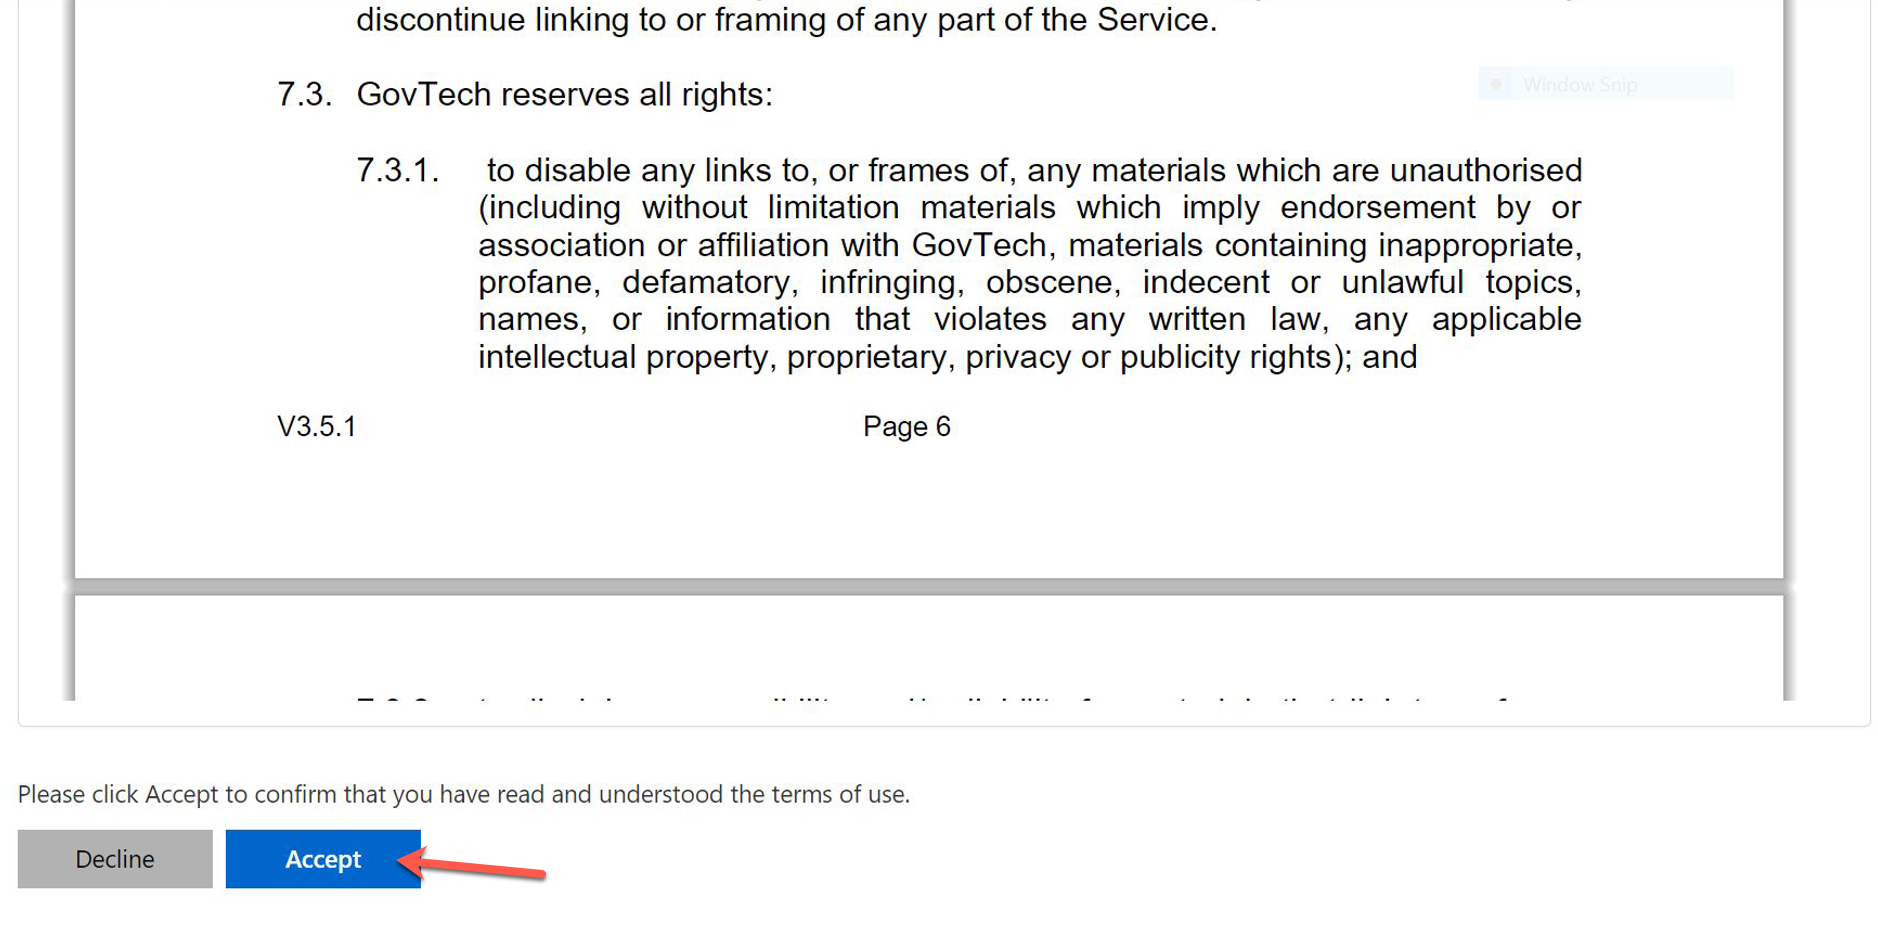 discontinue linking to or framing of any part of the Service.
7.3. GovTech reserves all rights:
Window Snip
7.3.1. to disable any links to, or frames of, any materials which are unauthorised
(including without limitation materials which imply endorsement by or
association or affiliation with GovTech, materials containing inappropriate,
profane, defamatory, infringing, obscene, indecent or unlawful topics,
names, or information that violates any written law, any applicable
intellectual property, proprietary, privacy or publicity rights); and
V3.5.1 Page 6
Please click Accept to confirm that you have read and understood the terms of use.
Decline Accept